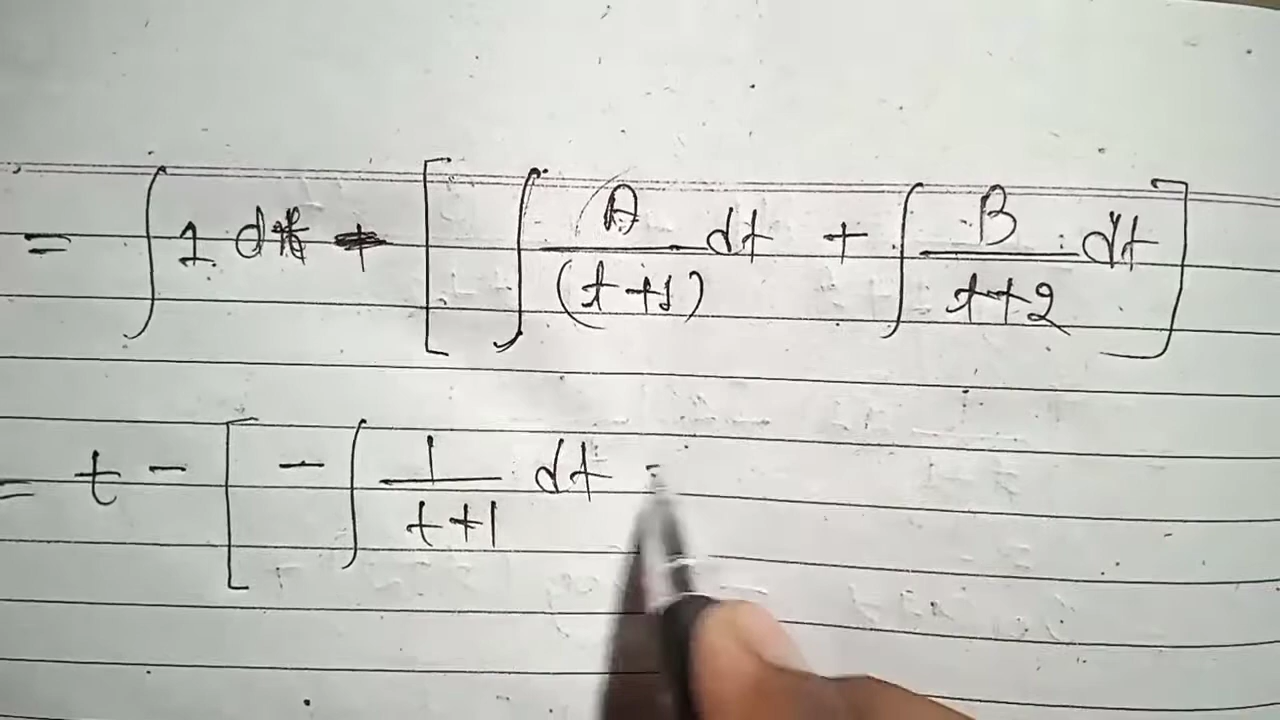 = ∫ 1 dt - [ ∫ A/(t+1) dt + ∫ B/t+2 dt ]
= t - [ - ∫ 1/t+1 dt -